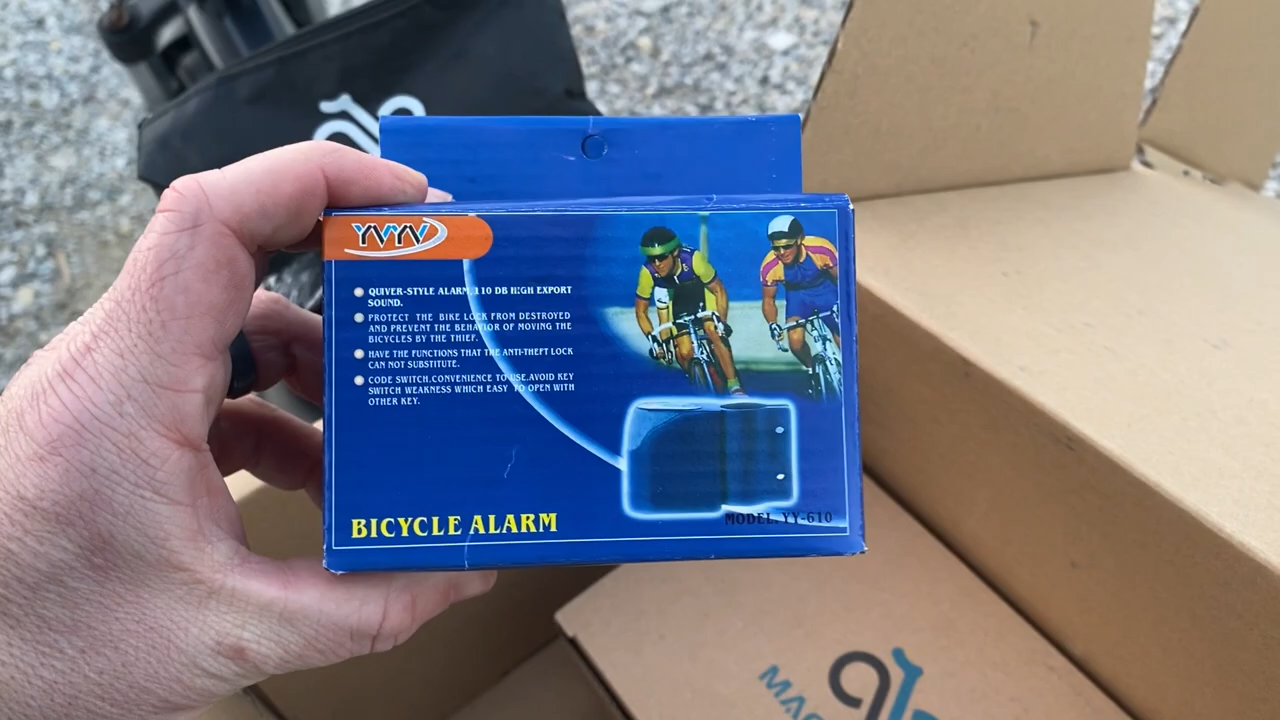 YVYV
QUIVER-STYLE ALARM,110 DB HIGH EXPORT
SOUND.
PROTECT THE BIKE LOCK FROM DESTROYED
AND PREVENT THE BEHAVIOR OF MOVING THE
BICYCLES BY THE THIEF.
HAVE THE FUNCTIONS THAT THE ANTI-THEFT LOCK
CAN NOT SUBSTITUTE.
CODE SWITCH.CONVENIENCE TO USE.AVOID KEY
SWITCH WEAKNESS WHICH EASY TO OPEN WITH
OTHER KEY.
BICYCLE ALARM
MODEL. YY-610